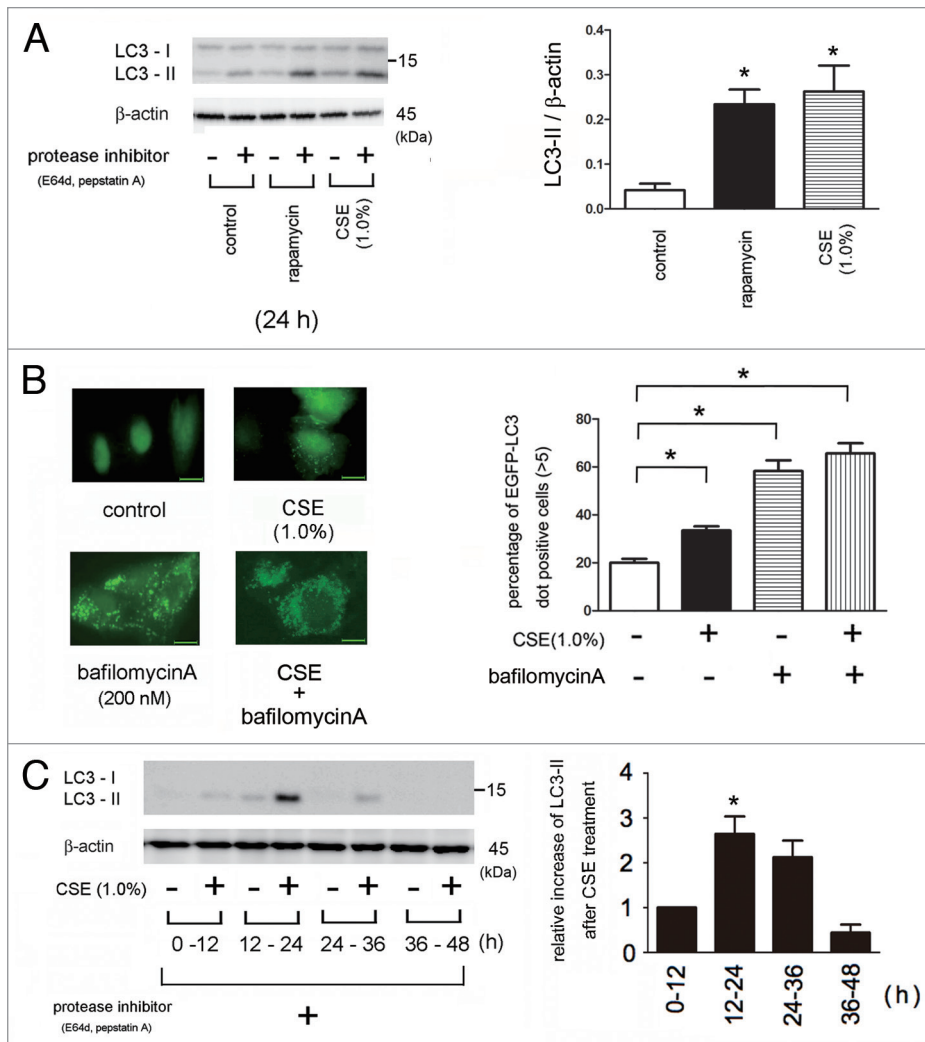 A
LC3 - I
LC3 - II
15
β-actin
45
(kDa)
protease inhibitor - + - + - +
(E64d, pepstatin A)
control
rapamycin
CSE
(1.0%)
(24 h)
LC3-II / β-actin
0.4
0.3
0.2
0.1
0.0
*
*
control
rapamycin
CSE
(1.0%)
B
control
CSE
(1.0%)
bafilomycinA
(200 nM)
CSE
+
bafilomycinA
percentage of EGFP-LC3
dot positive cells (>5)
80
60
40
20
0
*
*
*
CSE(1.0%) - + - +
bafilomycinA - - + +
C
LC3 - I
LC3 - II
15
β-actin
45
(kDa)
CSE (1.0%) - + - + - + - +
0 -12 12 - 24 24 - 36 36 - 48 (h)
protease inhibitor
(E64d, pepstatin A)
+
relative increase of LC3-II
after CSE treatment
4
3
2
1
0
*
0-12
12-24
24-36
36-48
(h)